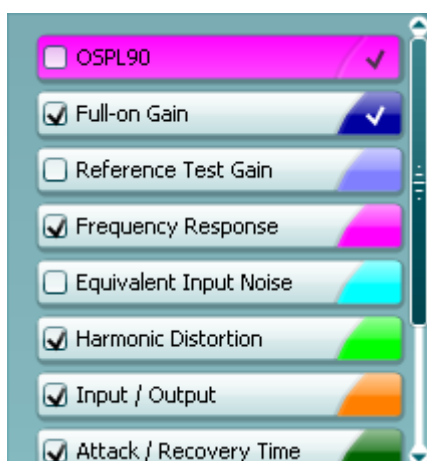 OSPL90
Full-on Gain
Reference Test Gain
Frequency Response
Equivalent Input Noise
Harmonic Distortion
Input / Output
Attack / Recovery Time